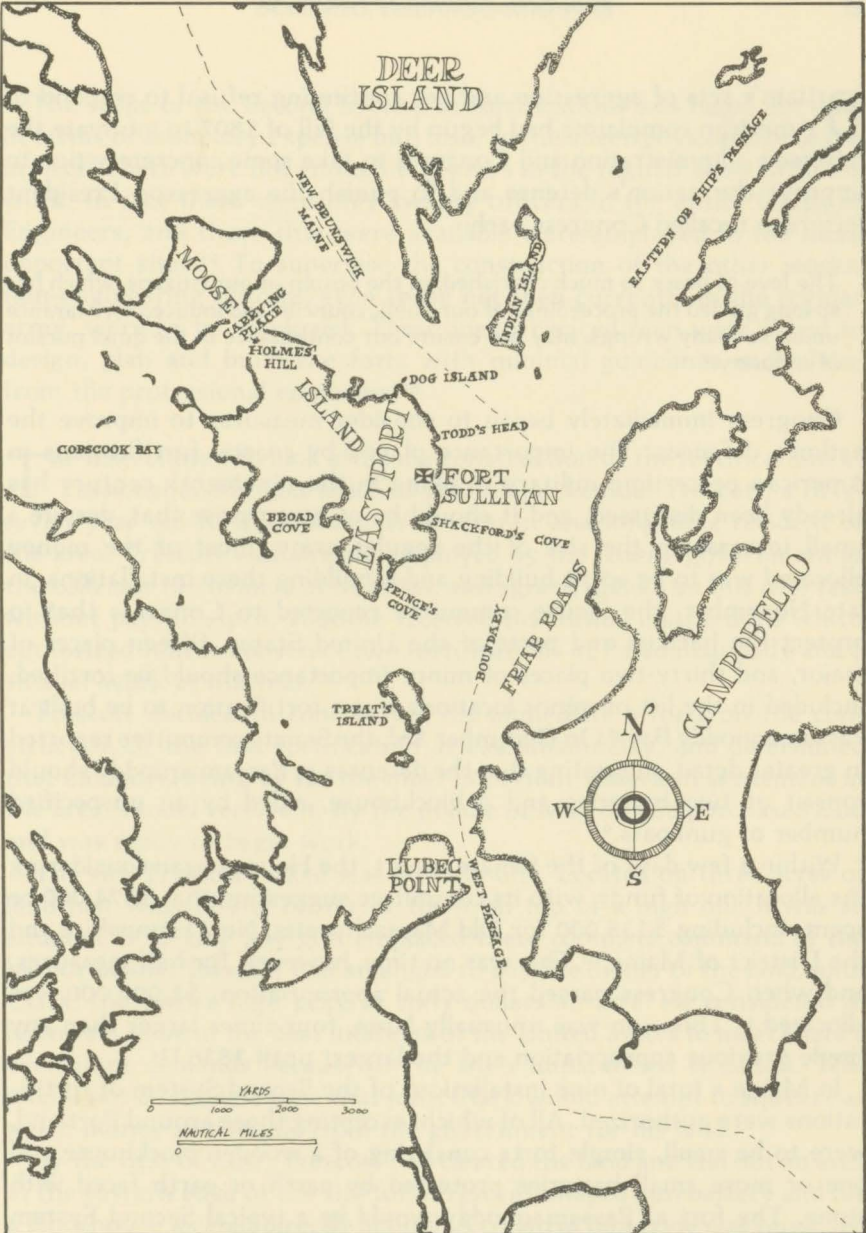 DEER
ISLAND
EASTERN OR SHIP'S PASSAGE
NEW BRUNSWICK
MAINE
INDIAN ISLAND
MOOSE
ISLAND
CARRYING
PLACE
HOLMES'
HILL
DOG ISLAND
TODD'S HEAD
COBSCOOK BAY
EASTPORT
FORT
SULLIVAN
BROAD
COVE
SHACKFORD'S COVE
PRINCE'S
COVE
BOUNDARY
FRIAR ROADS
CAMPOBELLO
TREAT'S
ISLAND
N
W
E
S
LUBEC
POINT
WEST PASSAGE
YARDS
0 1000 2000 3000
NAUTICAL MILES
0